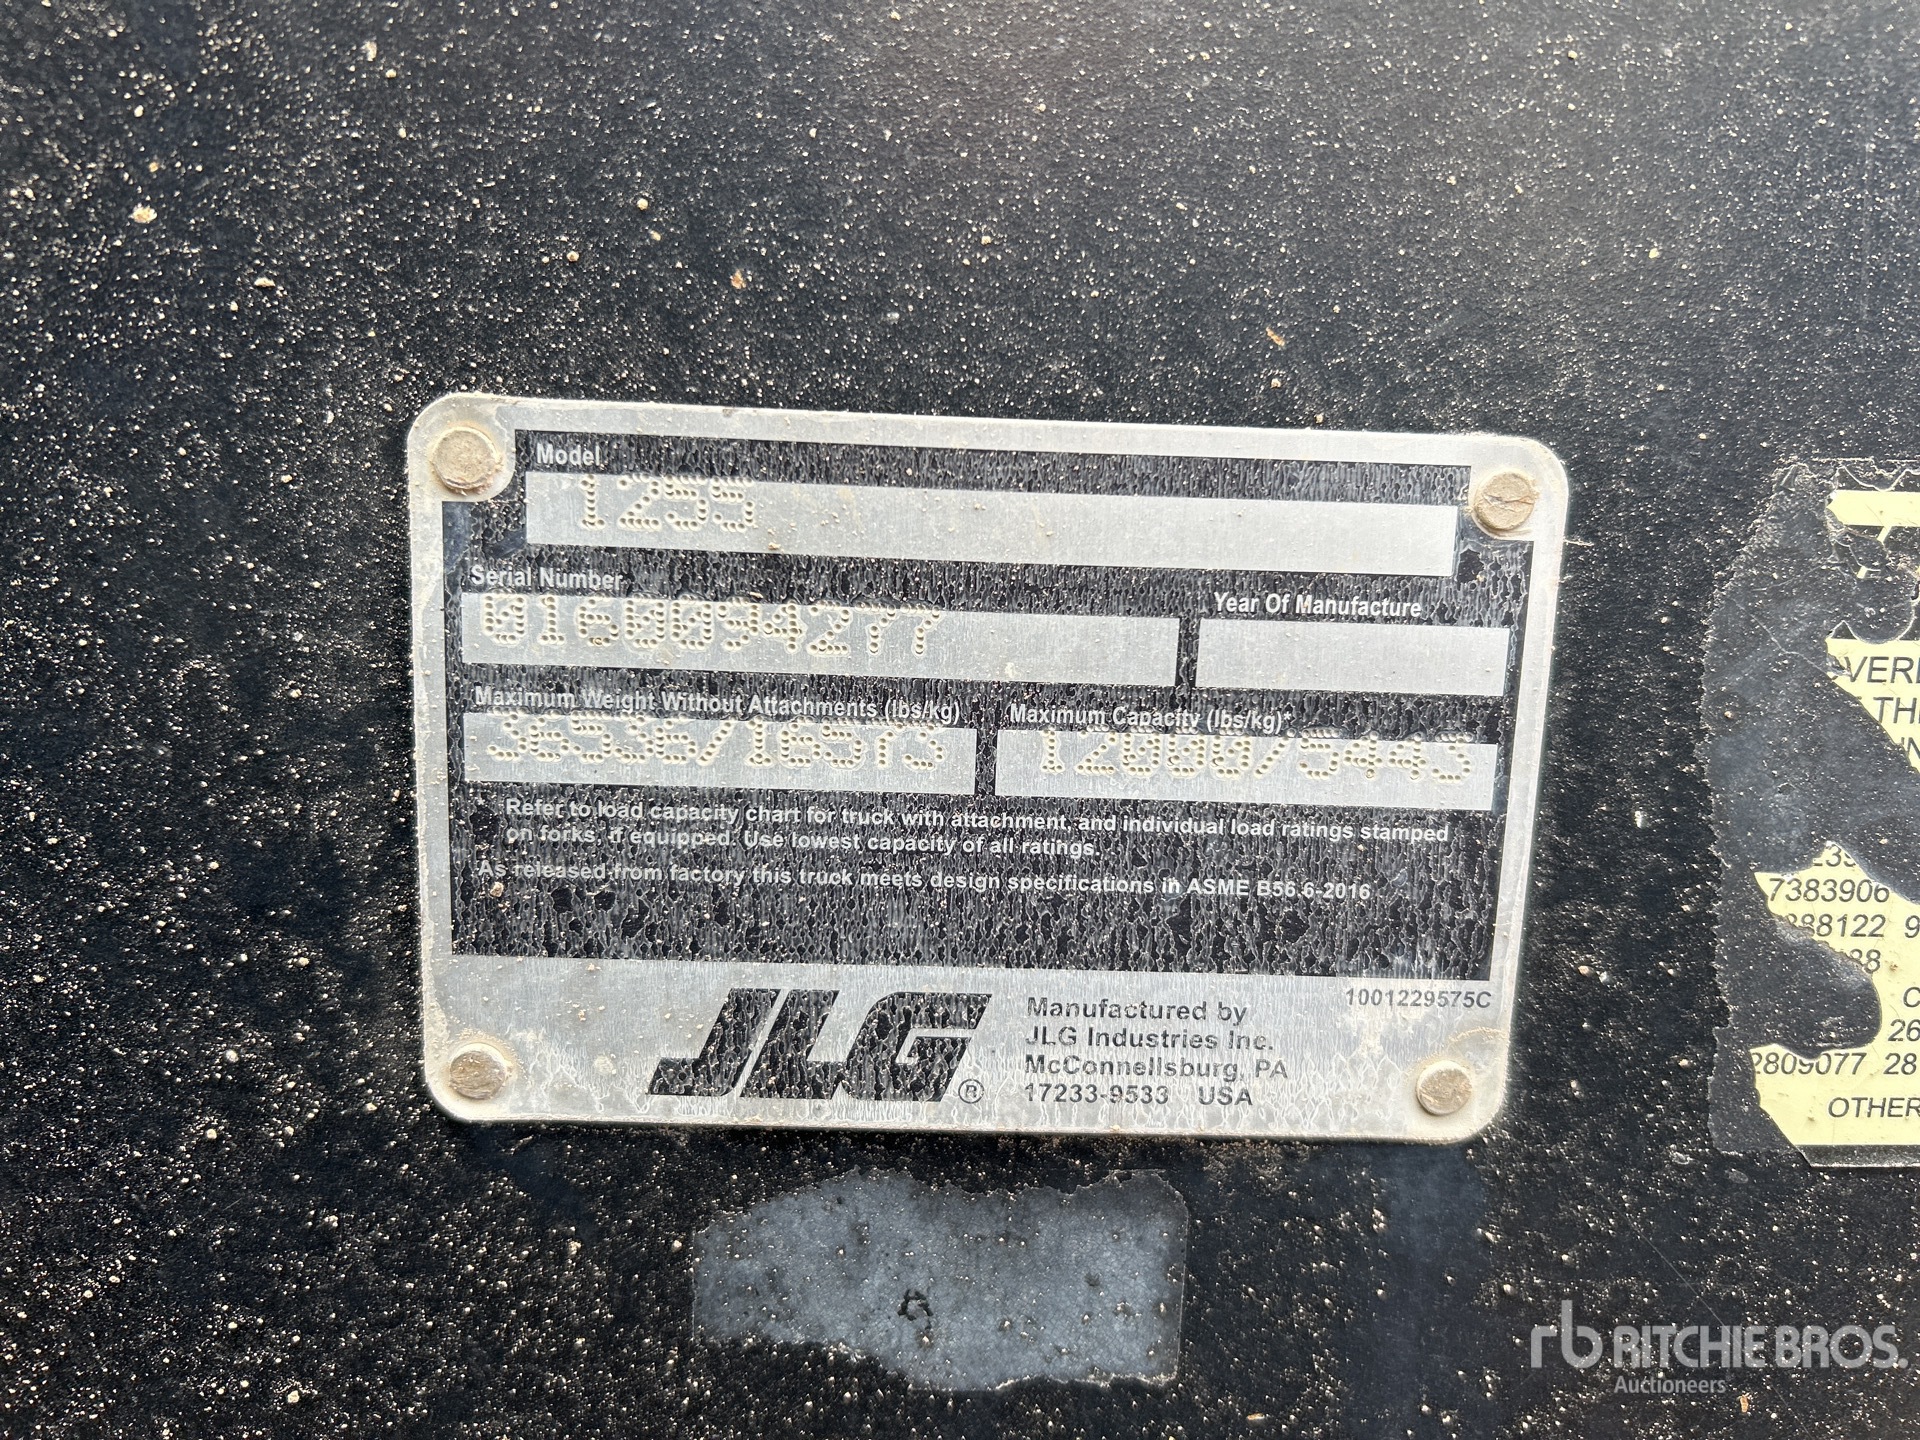 Model
1255
Serial Number
0160094277
Year Of Manufacture
Maximum Weight Without Attachments (lbs/kg)
36536/16573
Maximum Capacity (lbs/kg)*
12000/5443
* Refer to load capacity chart for truck with attachment, and individual load ratings stamped
on forks, if equipped. Use lowest capacity of all ratings.
As released from factory this truck meets design specifications in ASME B56.6-2016
JLG®
1001229575C
Manufactured by
JLG Industries Inc.
McConnellsburg, PA
17233-9533 USA
7383906
88122 9
2809077 28
OTHER
rb RITCHIE BROS.
Auctioneers